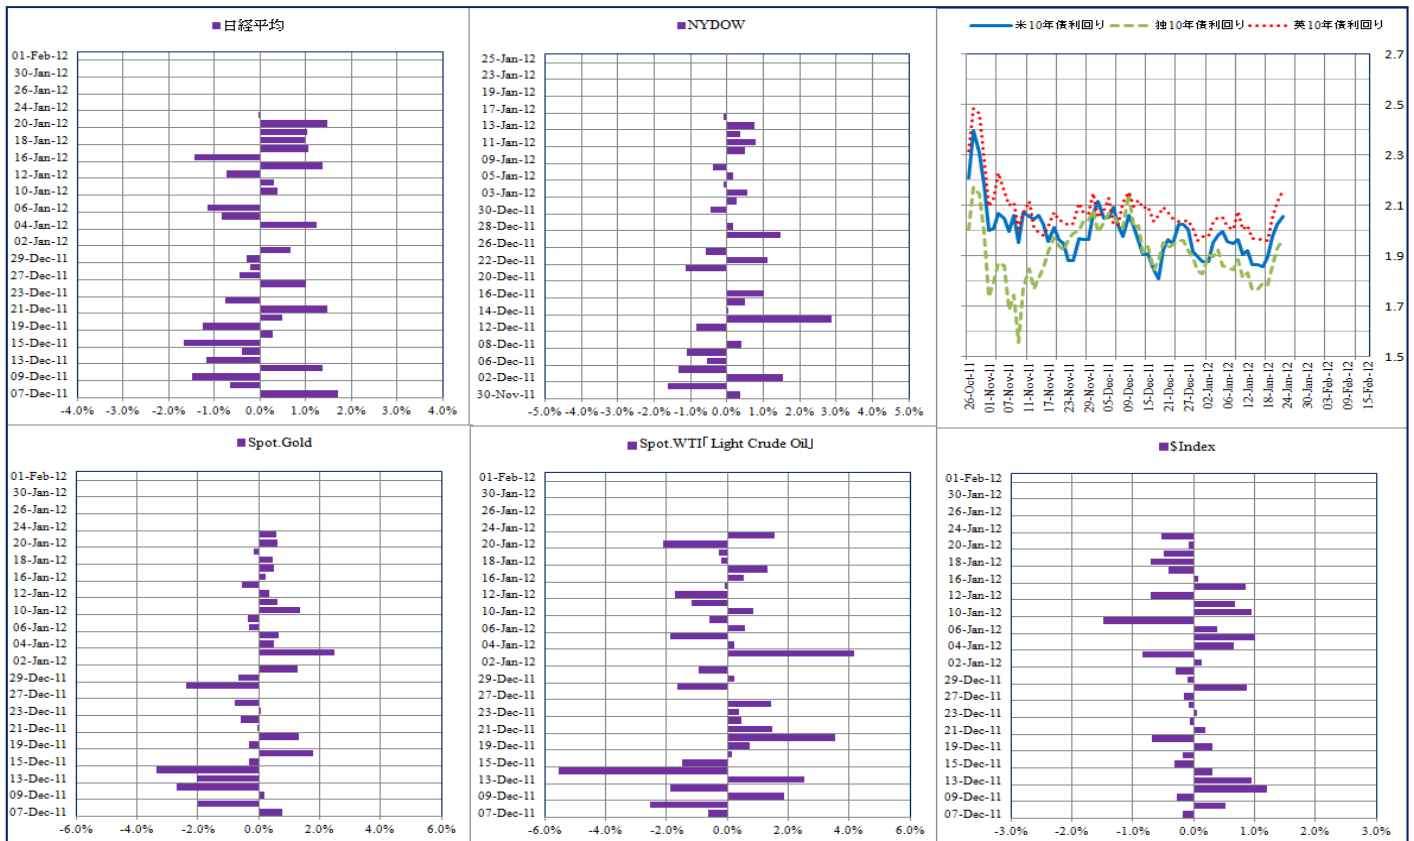 日経平均
01-Feb-12
30-Jan-12
26-Jan-12
24-Jan-12
20-Jan-12
18-Jan-12
16-Jan-12
12-Jan-12
10-Jan-12
06-Jan-12
04-Jan-12
02-Jan-12
29-Dec-11
27-Dec-11
23-Dec-11
21-Dec-11
19-Dec-11
15-Dec-11
13-Dec-11
09-Dec-11
07-Dec-11
-4.0% -3.0% -2.0% -1.0% 0.0% 1.0% 2.0% 3.0% 4.0%
NYDOW
25-Jan-12
23-Jan-12
19-Jan-12
17-Jan-12
13-Jan-12
11-Jan-12
09-Jan-12
05-Jan-12
03-Jan-12
30-Dec-11
28-Dec-11
26-Dec-11
22-Dec-11
20-Dec-11
16-Dec-11
14-Dec-11
12-Dec-11
08-Dec-11
06-Dec-11
02-Dec-11
30-Nov-11
-5.0% -4.0% -3.0% -2.0% -1.0% 0.0% 1.0% 2.0% 3.0% 4.0% 5.0%
米10年債利回り 独10年債利回り 英10年債利回り
2.7
2.5
2.3
2.1
1.9
1.7
1.5
26-Oct-11
01-Nov-11
07-Nov-11
11-Nov-11
17-Nov-11
23-Nov-11
29-Nov-11
05-Dec-11
09-Dec-11
15-Dec-11
21-Dec-11
27-Dec-11
02-Jan-12
06-Jan-12
12-Jan-12
18-Jan-12
24-Jan-12
30-Jan-12
03-Feb-12
09-Feb-12
15-Feb-12
Spot.Gold
01-Feb-12
30-Jan-12
26-Jan-12
24-Jan-12
20-Jan-12
18-Jan-12
16-Jan-12
12-Jan-12
10-Jan-12
06-Jan-12
04-Jan-12
02-Jan-12
29-Dec-11
27-Dec-11
23-Dec-11
21-Dec-11
19-Dec-11
15-Dec-11
13-Dec-11
09-Dec-11
07-Dec-11
-6.0% -4.0% -2.0% 0.0% 2.0% 4.0% 6.0%
Spot.WTI「Light Crude Oil」
01-Feb-12
30-Jan-12
26-Jan-12
24-Jan-12
20-Jan-12
18-Jan-12
16-Jan-12
12-Jan-12
10-Jan-12
06-Jan-12
04-Jan-12
02-Jan-12
29-Dec-11
27-Dec-11
23-Dec-11
21-Dec-11
19-Dec-11
15-Dec-11
13-Dec-11
09-Dec-11
07-Dec-11
-6.0% -4.0% -2.0% 0.0% 2.0% 4.0% 6.0%
$Index
01-Feb-12
30-Jan-12
26-Jan-12
24-Jan-12
20-Jan-12
18-Jan-12
16-Jan-12
12-Jan-12
10-Jan-12
06-Jan-12
04-Jan-12
02-Jan-12
29-Dec-11
27-Dec-11
23-Dec-11
21-Dec-11
19-Dec-11
15-Dec-11
13-Dec-11
09-Dec-11
07-Dec-11
-3.0% -2.0% -1.0% 0.0% 1.0% 2.0% 3.0%